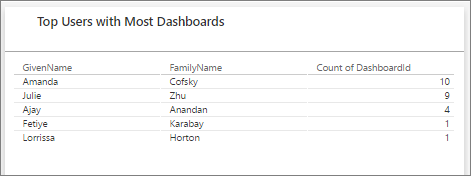 Top Users with Most Dashboards
GivenName FamilyName Count of DashboardId
Amanda Cofsky 10
Julie Zhu 9
Ajay Anandan 4
Fetiye Karabay 1
Lorrissa Horton 1